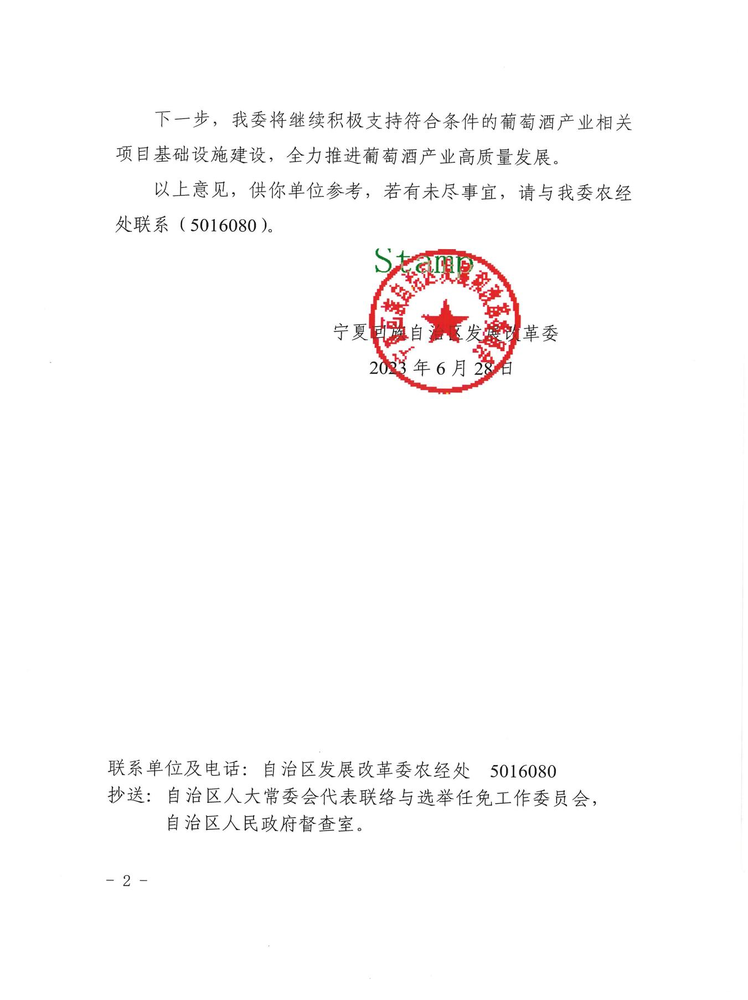 下一步，我委将继续积极支持符合条件的葡萄酒产业相关
项目基础设施建设，全力推进葡萄酒产业高质量发展。
以上意见，供你单位参考，若有未尽事宜，请与我委农经
处联系（5016080）。
Stamp
宁夏回族自治区发展改革委
2023年6月28日
联系单位及电话：自治区发展改革委农经处 5016080
抄送：自治区人大常委会代表联络与选举任免工作委员会，
自治区人民政府督查室。
- 2 -